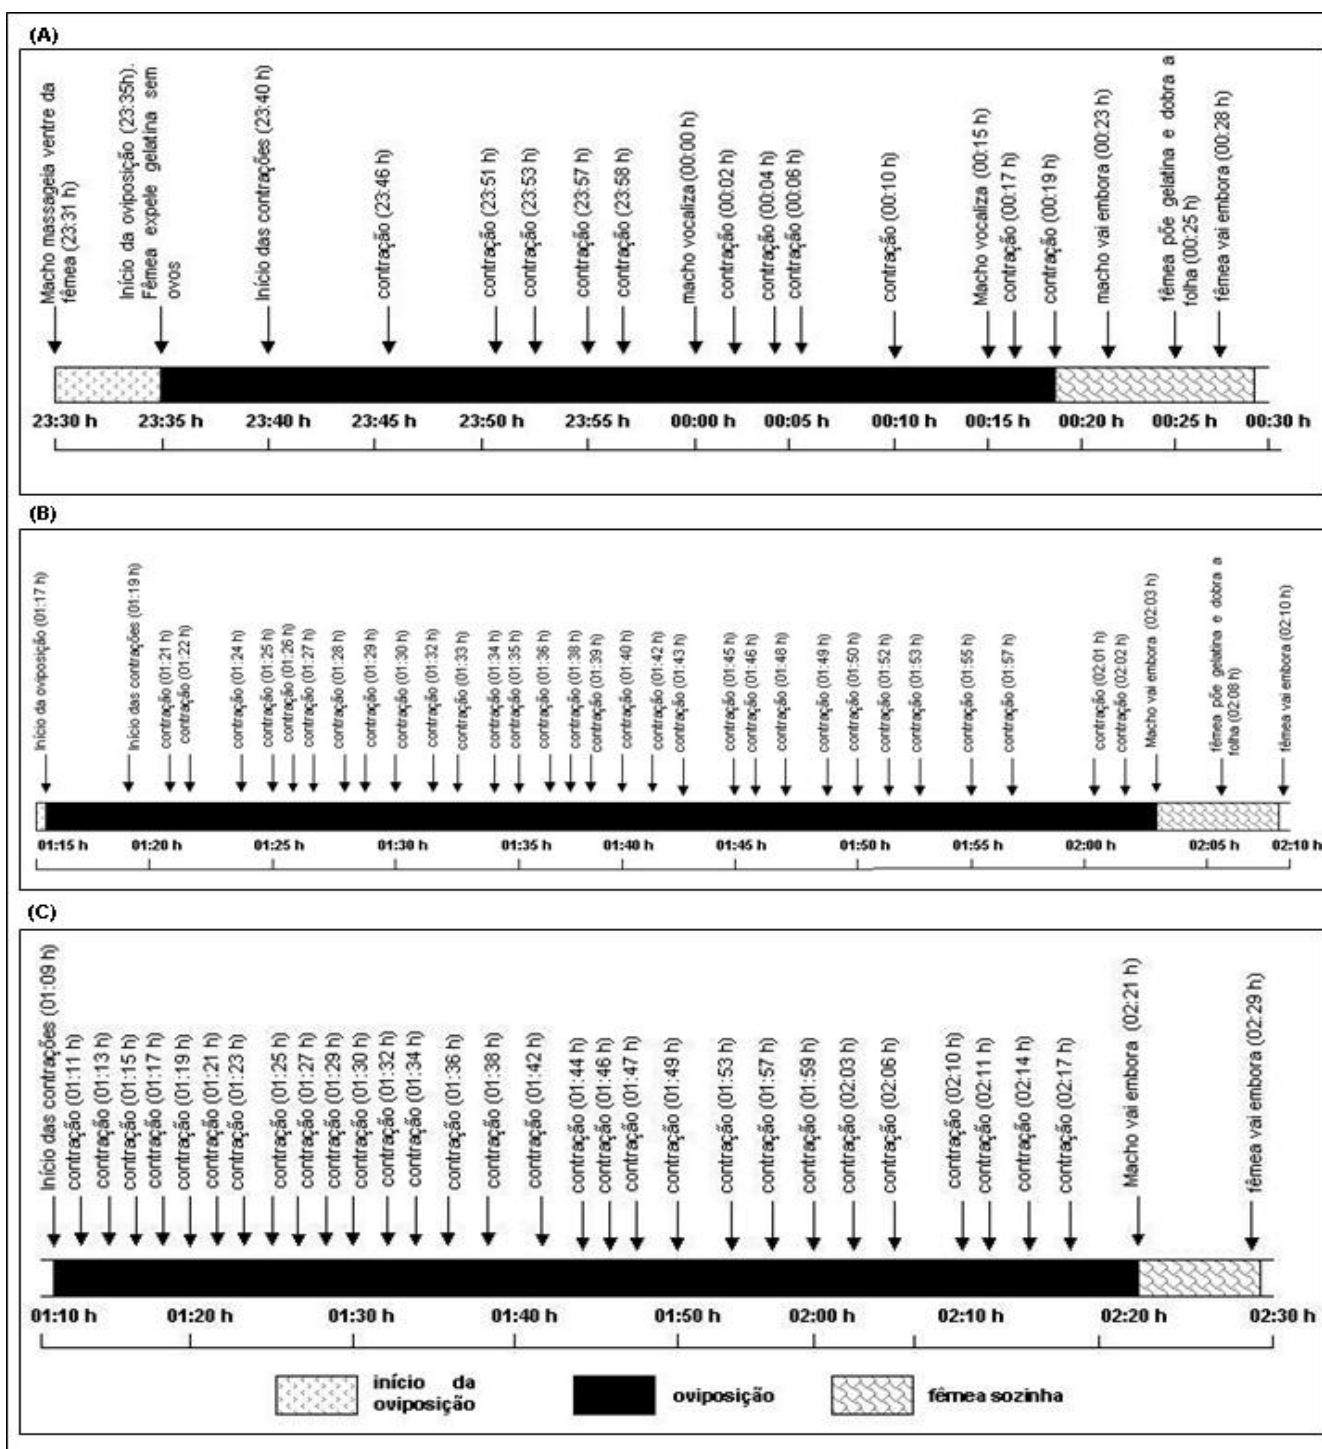 (A)
Macho massageia ventre da
fêmea (23:31 h)
Início da oviposição (23:35h).
Fêmea expele gelatina sem
ovos
Início das contrações (23:40 h)
contração (23:46 h)
contração (23:51 h)
contração (23:53 h)
contração (23:57 h)
contração (23:58 h)
macho vocaliza (00:00 h)
contração (00:02 h)
contração (00:04 h)
contração (00:06 h)
contração (00:10 h)
Macho vocaliza (00:15 h)
contração (00:17 h)
contração (00:19 h)
macho vai embora (00:23 h)
fêmea põe gelatina e dobra a
folha (00:25 h)
fêmea vai embora (00:28 h)
23:30 h 23:35 h 23:40 h 23:45 h 23:50 h 23:55 h 00:00 h 00:05 h 00:10 h 00:15 h 00:20 h 00:25 h 00:30 h
(B)
Início da oviposição (01:17 h)
Início das contrações (01:19 h)
contração (01:21 h)
contração (01:22 h)
contração (01:24 h)
contração (01:25 h)
contração (01:26 h)
contração (01:27 h)
contração (01:28 h)
contração (01:29 h)
contração (01:30 h)
contração (01:32 h)
contração (01:33 h)
contração (01:34 h)
contração (01:35 h)
contração (01:36 h)
contração (01:38 h)
contração (01:39 h)
contração (01:40 h)
contração (01:42 h)
contração (01:43 h)
contração (01:45 h)
contração (01:46 h)
contração (01:48 h)
contração (01:49 h)
contração (01:50 h)
contração (01:52 h)
contração (01:53 h)
contração (01:55 h)
contração (01:57 h)
contração (02:01 h)
contração (02:02 h)
Macho vai embora (02:03 h)
fêmea põe gelatina e dobra a
folha (02:08 h)
fêmea vai embora (02:10 h)
01:15 h 01:20 h 01:25 h 01:30 h 01:35 h 01:40 h 01:45 h 01:50 h 01:55 h 02:00 h 02:05 h 02:10 h
(C)
Início das contrações (01:09 h)
contração (01:11 h)
contração (01:13 h)
contração (01:15 h)
contração (01:17 h)
contração (01:19 h)
contração (01:21 h)
contração (01:23 h)
contração (01:25 h)
contração (01:27 h)
contração (01:29 h)
contração (01:30 h)
contração (01:32 h)
contração (01:34 h)
contração (01:36 h)
contração (01:38 h)
contração (01:42 h)
contração (01:44 h)
contração (01:46 h)
contração (01:47 h)
contração (01:49 h)
contração (01:53 h)
contração (01:57 h)
contração (01:59 h)
contração (02:03 h)
contração (02:06 h)
contração (02:10 h)
contração (02:11 h)
contração (02:14 h)
contração (02:17 h)
Macho vai embora (02:21 h)
fêmea vai embora (02:29 h)
01:10 h 01:20 h 01:30 h 01:40 h 01:50 h 02:00 h 02:10 h 02:20 h 02:30 h
início da
oviposição
oviposição
fêmea sozinha